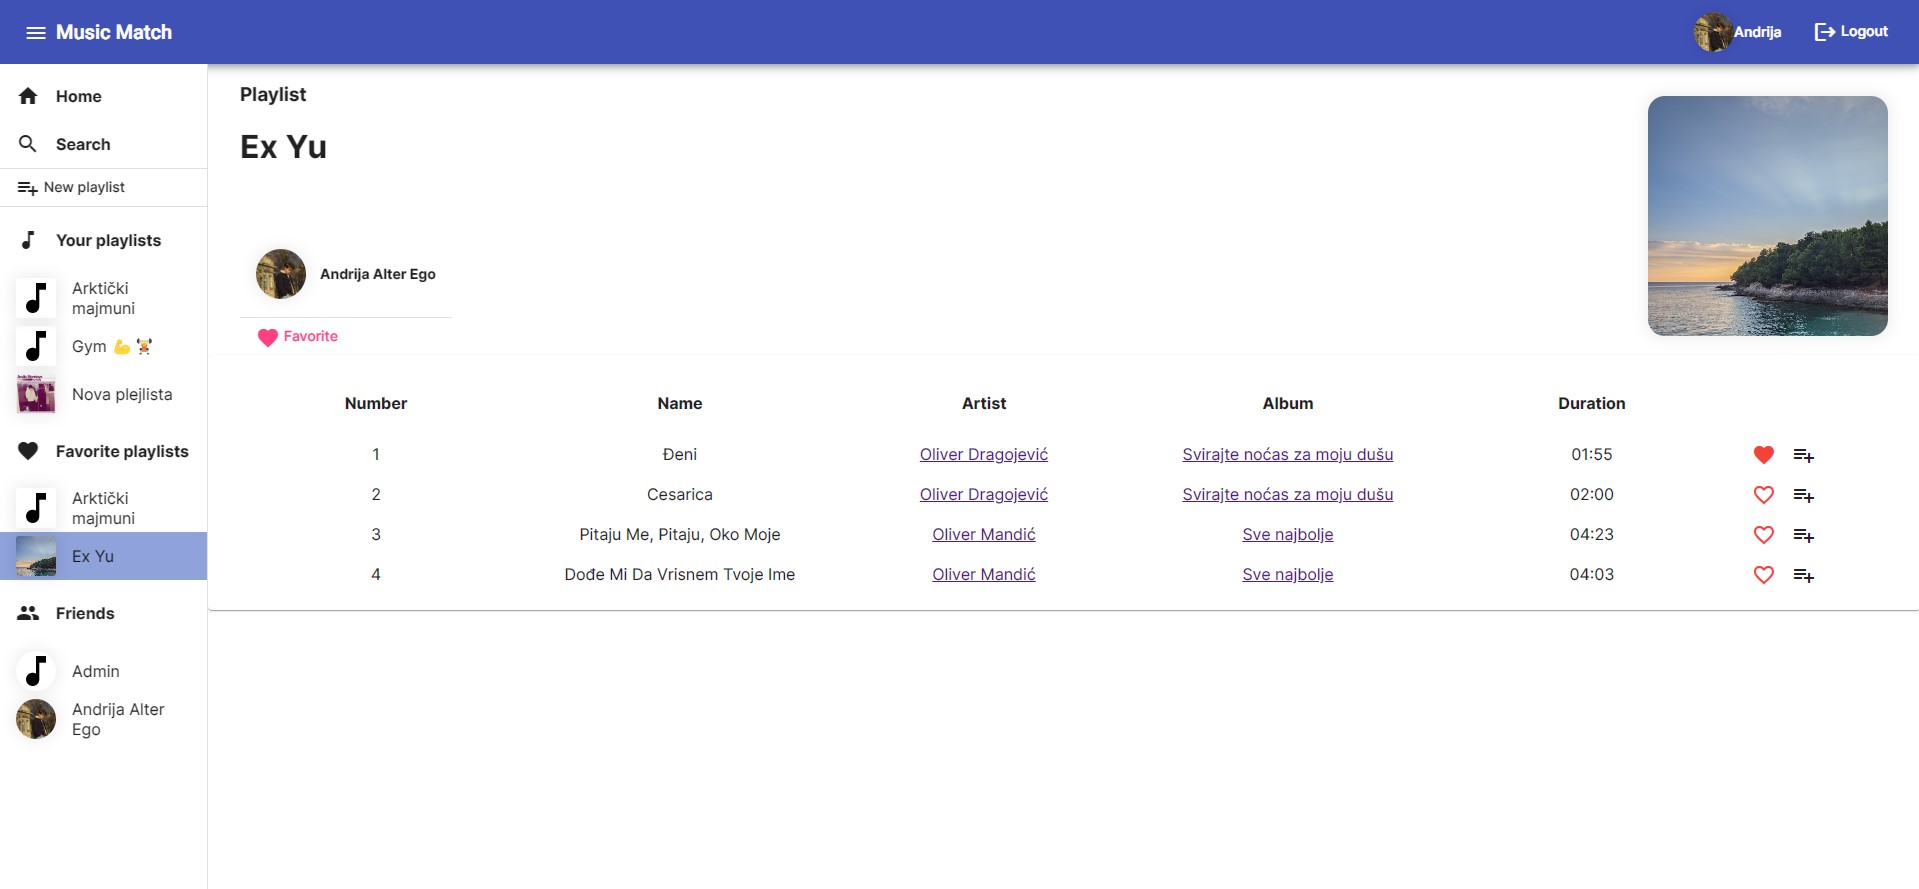 Music Match
Andrija
Logout
Home
Search
New playlist
Your playlists
Arktički
majmuni
Gym 💪 🏋️
Nova plejlista
Favorite playlists
Arktički
majmuni
Ex Yu
Friends
Admin
Andrija Alter
Ego
Playlist
Ex Yu
Andrija Alter Ego
Favorite
Number Name Artist Album Duration
1 Đeni Oliver Dragojević Svirajte noćas za moju dušu 01:55
2 Cesarica Oliver Dragojević Svirajte noćas za moju dušu 02:00
3 Pitaju Me, Pitaju, Oko Moje Oliver Mandić Sve najbolje 04:23
4 Dođe Mi Da Vrisnem Tvoje Ime Oliver Mandić Sve najbolje 04:03